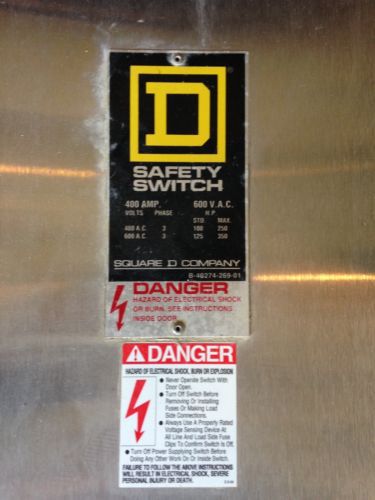 D
SAFETY
SWITCH
400 AMP. 600 V.A.C.
VOLTS PHASE H.P.
STD MAX.
480 A.C. 3 100 250
600 A.C. 3 125 350
SQUARE D COMPANY
B-40274-269-01
DANGER
HAZARD OF ELECTRICAL SHOCK
OR BURN. SEE INSTRUCTIONS
INSIDE DOOR
DANGER
HAZARD OF ELECTRICAL SHOCK, BURN OR EXPLOSION
● Never Operate Switch With
Door Open.
● Turn Off Switch Before
Removing Or Installing
Fuses Or Making Load
Side Connections.
● Always Use A Properly Rated
Voltage Sensing Device At
All Line And Load Side Fuse
Clips To Confirm Switch Is Off.
● Turn Off Power Supplying Switch Before
Doing Any Other Work On Or Inside Switch.
FAILURE TO FOLLOW THE ABOVE INSTRUCTIONS
WILL RESULT IN ELECTRICAL SHOCK, SEVERE
PERSONAL INJURY OR DEATH.